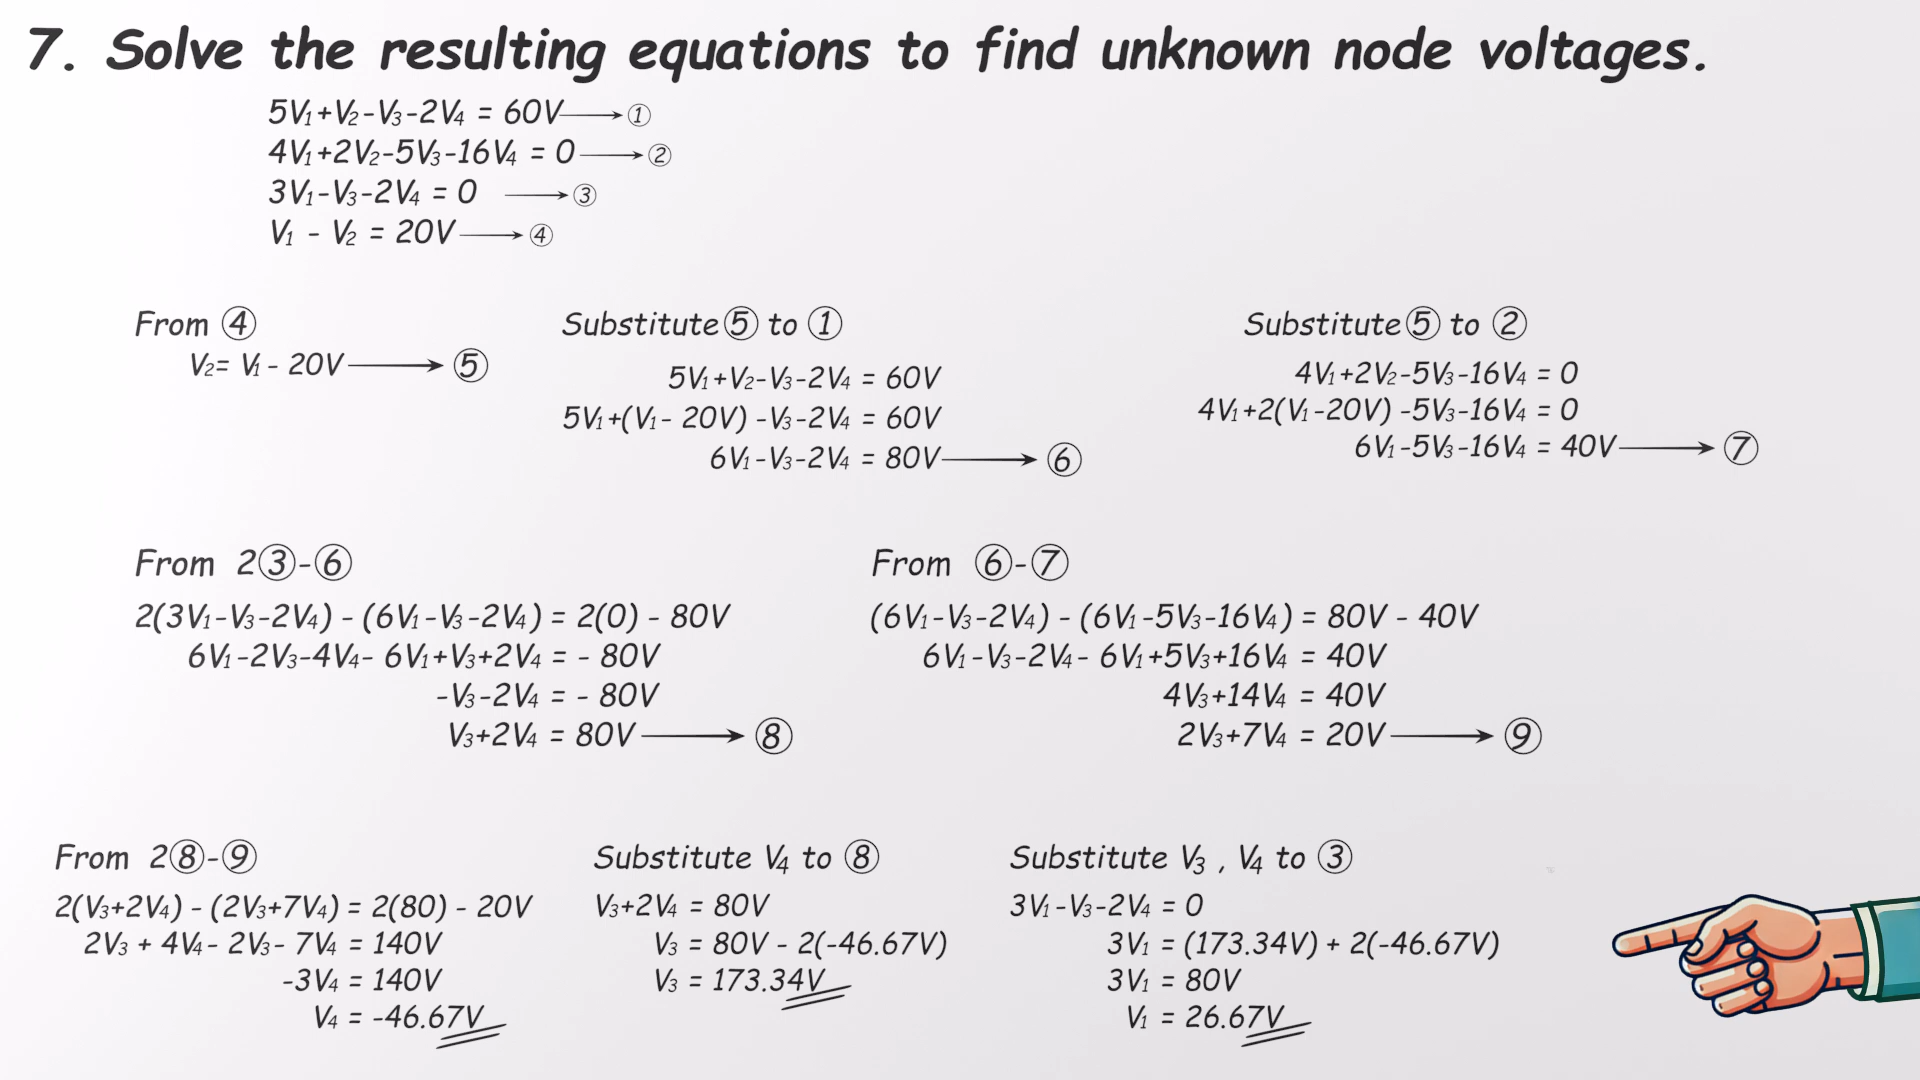 7. Solve the resulting equations to find unknown node voltages.
5V₁+V₂-V₃-2V₄ = 60V → ①
4V₁+2V₂-5V₃-16V₄ = 0 → ②
3V₁-V₃-2V₄ = 0 → ③
V₁ - V₂ = 20V → ④
From ④
V₂= V₁ - 20V → ⑤
Substitute ⑤ to ①
5V₁+V₂-V₃-2V₄ = 60V
5V₁+(V₁- 20V) -V₃-2V₄ = 60V
6V₁-V₃-2V₄ = 80V → ⑥
Substitute ⑤ to ②
4V₁+2V₂-5V₃-16V₄ = 0
4V₁+2(V₁-20V) -5V₃-16V₄ = 0
6V₁-5V₃-16V₄ = 40V → ⑦
From 2③-⑥
2(3V₁-V₃-2V₄) - (6V₁-V₃-2V₄) = 2(0) - 80V
6V₁-2V₃-4V₄- 6V₁+V₃+2V₄ = - 80V
-V₃-2V₄ = - 80V
V₃+2V₄ = 80V → ⑧
From ⑥-⑦
(6V₁-V₃-2V₄) - (6V₁-5V₃-16V₄) = 80V - 40V
6V₁-V₃-2V₄- 6V₁+5V₃+16V₄ = 40V
4V₃+14V₄ = 40V
2V₃+7V₄ = 20V → ⑨
From 2⑧-⑨
2(V₃+2V₄) - (2V₃+7V₄) = 2(80) - 20V
2V₃ + 4V₄- 2V₃- 7V₄ = 140V
-3V₄ = 140V
V₄ = -46.67V
Substitute V₄ to ⑧
V₃+2V₄ = 80V
V₃ = 80V - 2(-46.67V)
V₃ = 173.34V
Substitute V₃ , V₄ to ③
3V₁-V₃-2V₄ = 0
3V₁ = (173.34V) + 2(-46.67V)
3V₁ = 80V
V₁ = 26.67V